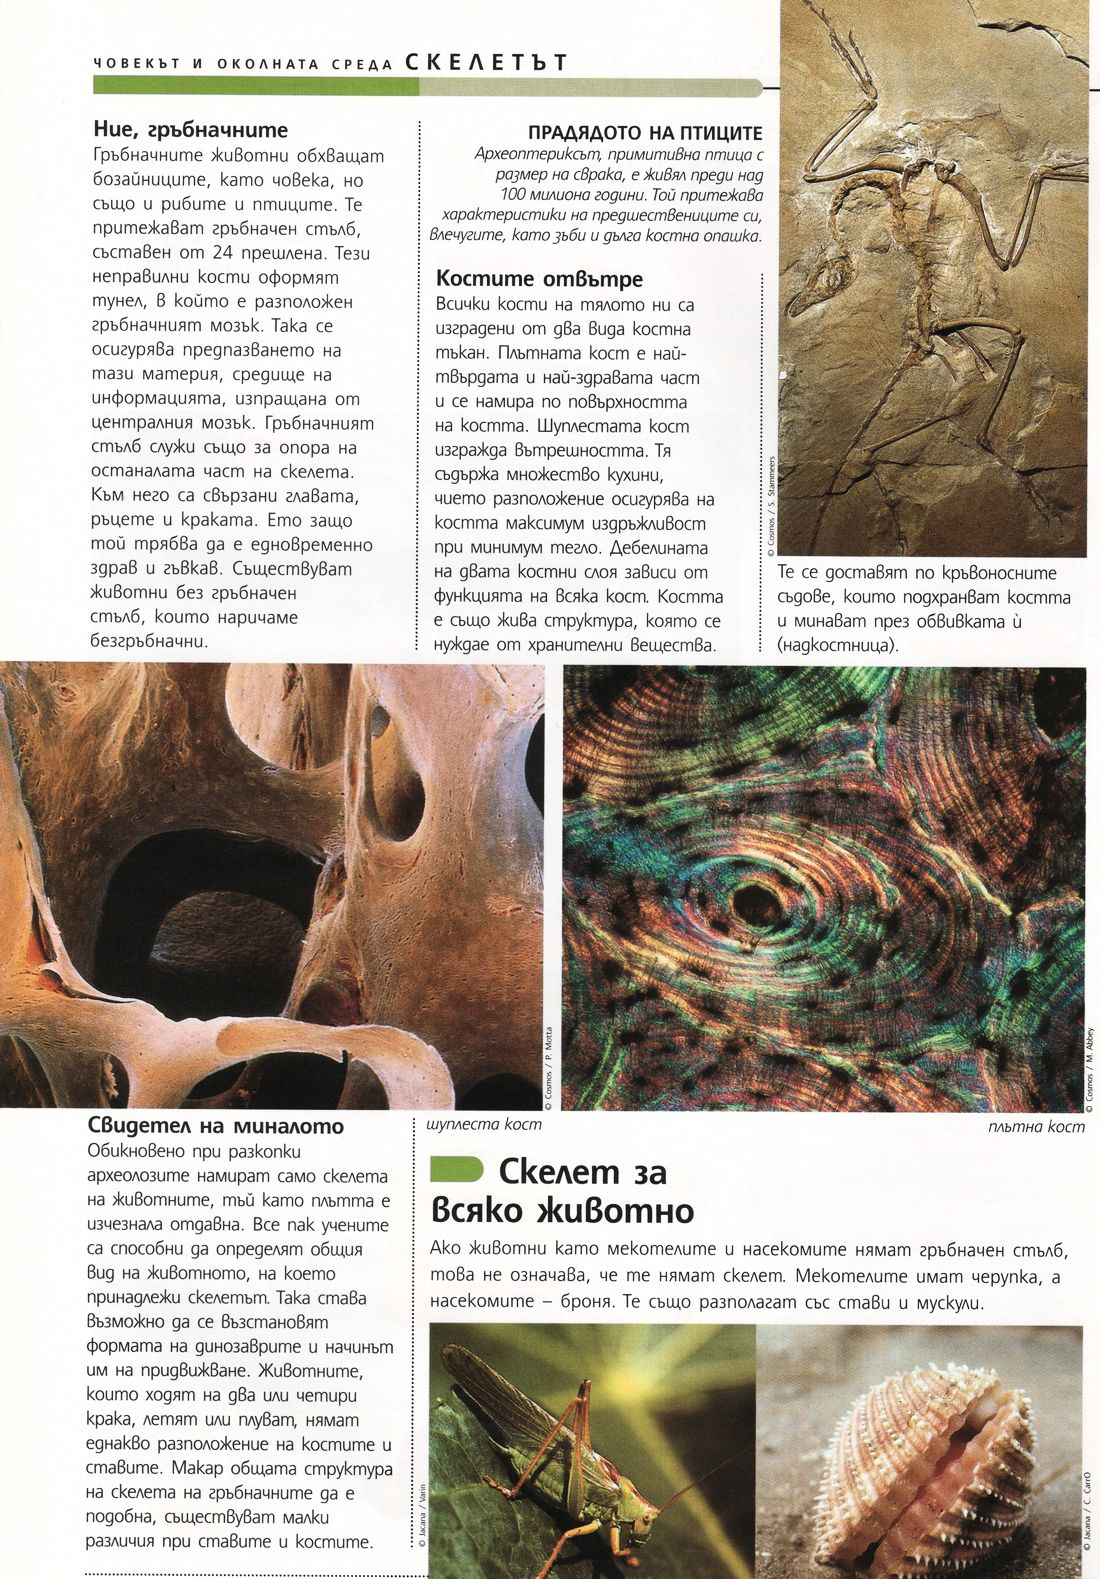 ЧОВЕКЪТ И ОКОЛНАТА СРЕДА СКЕЛЕТЪТ
Ние, гръбначните
Гръбначните животни обхващат
бозайниците, като човека, но
също и рибите и птиците. Те
притежават гръбначен стълб,
съставен от 24 прешлена. Тези
неправилни кости оформят
тунел, в който е разположен
гръбначният мозък. Така се
осигурява предпазването на
тази материя, средище на
информацията, изпращана от
централния мозък. Гръбначният
стълб служи също за опора на
останалата част на скелета.
Към него са свързани главата,
ръцете и краката. Ето защо
той трябва да е едновременно
здрав и гъвкав. Съществуват
животни без гръбначен
стълб, които наричаме
безгръбначни.
ПРАДЯДОТО НА ПТИЦИТЕ
Археоптериксът, примитивна птица с
размер на сврака, е живял преди над
100 милиона години. Той притежава
характеристики на предшествениците си,
влечугите, като зъби и дълга костна опашка.
Костите отвътре
Всички кости на тялото ни са
изградени от два вида костна
тъкан. Плътната кост е най-
твърдата и най-здравата част
и се намира по повърхността
на костта. Шуплестата кост
изгражда вътрешността. Тя
съдържа множество кухини,
чието разположение осигурява на
костта максимум издръжливост
при минимум тегло. Дебелината
на двата костни слоя зависи от
функцията на всяка кост. Костта
е също жива структура, която се
нуждае от хранителни вещества.
© Cosmos / S. Stammeers
Те се доставят по кръвоносните
съдове, които подхранват костта
и минават през обвивката ѝ
(надкостница).
© Cosmos / P. Motta
© Cosmos / M. Abbey
шуплеста кост
плътна кост
Свидетел на миналото
Обикновено при разкопки
археолозите намират само скелета
на животните, тъй като плътта е
изчезнала отдавна. Все пак учените
са способни да определят общия
вид на животното, на което
принадлежи скелетът. Така става
възможно да се възстановят
формата на динозаврите и начинът
им на придвижване. Животните,
които ходят на два или четири
крака, летят или плуват, нямат
еднакво разположение на костите и
ставите. Макар общата структура
на скелета на гръбначните да е
подобна, съществуват малки
различия при ставите и костите.
Скелет за
всяко животно
Ако животни като мекотелите и насекомите нямат гръбначен стълб,
това не означава, че те нямат скелет. Мекотелите имат черупка, а
насекомите – броня. Те също разполагат със стави и мускули.
© Jacana / Varin
© Jacana / C. CarrO